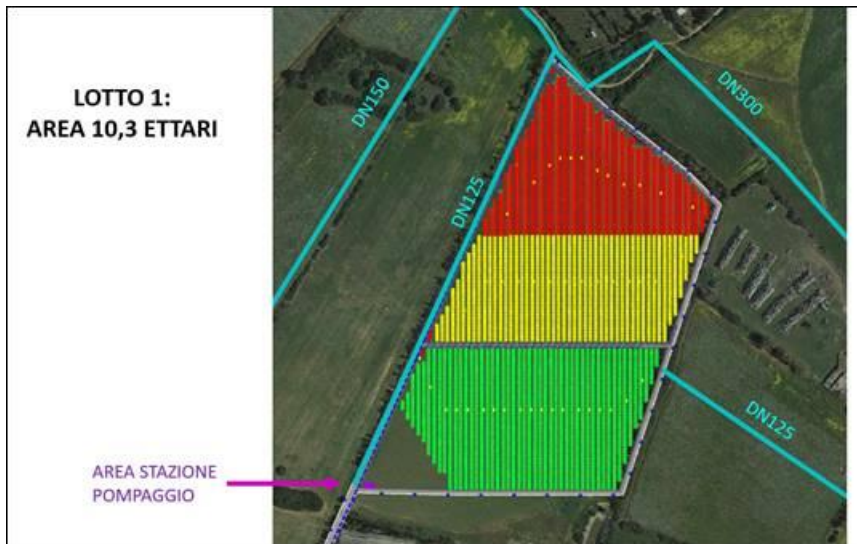 LOTTO 1:
AREA 10,3 ETTARI
DN150
DN300
DN125
DN125
AREA STAZIONE
POMPAGGIO